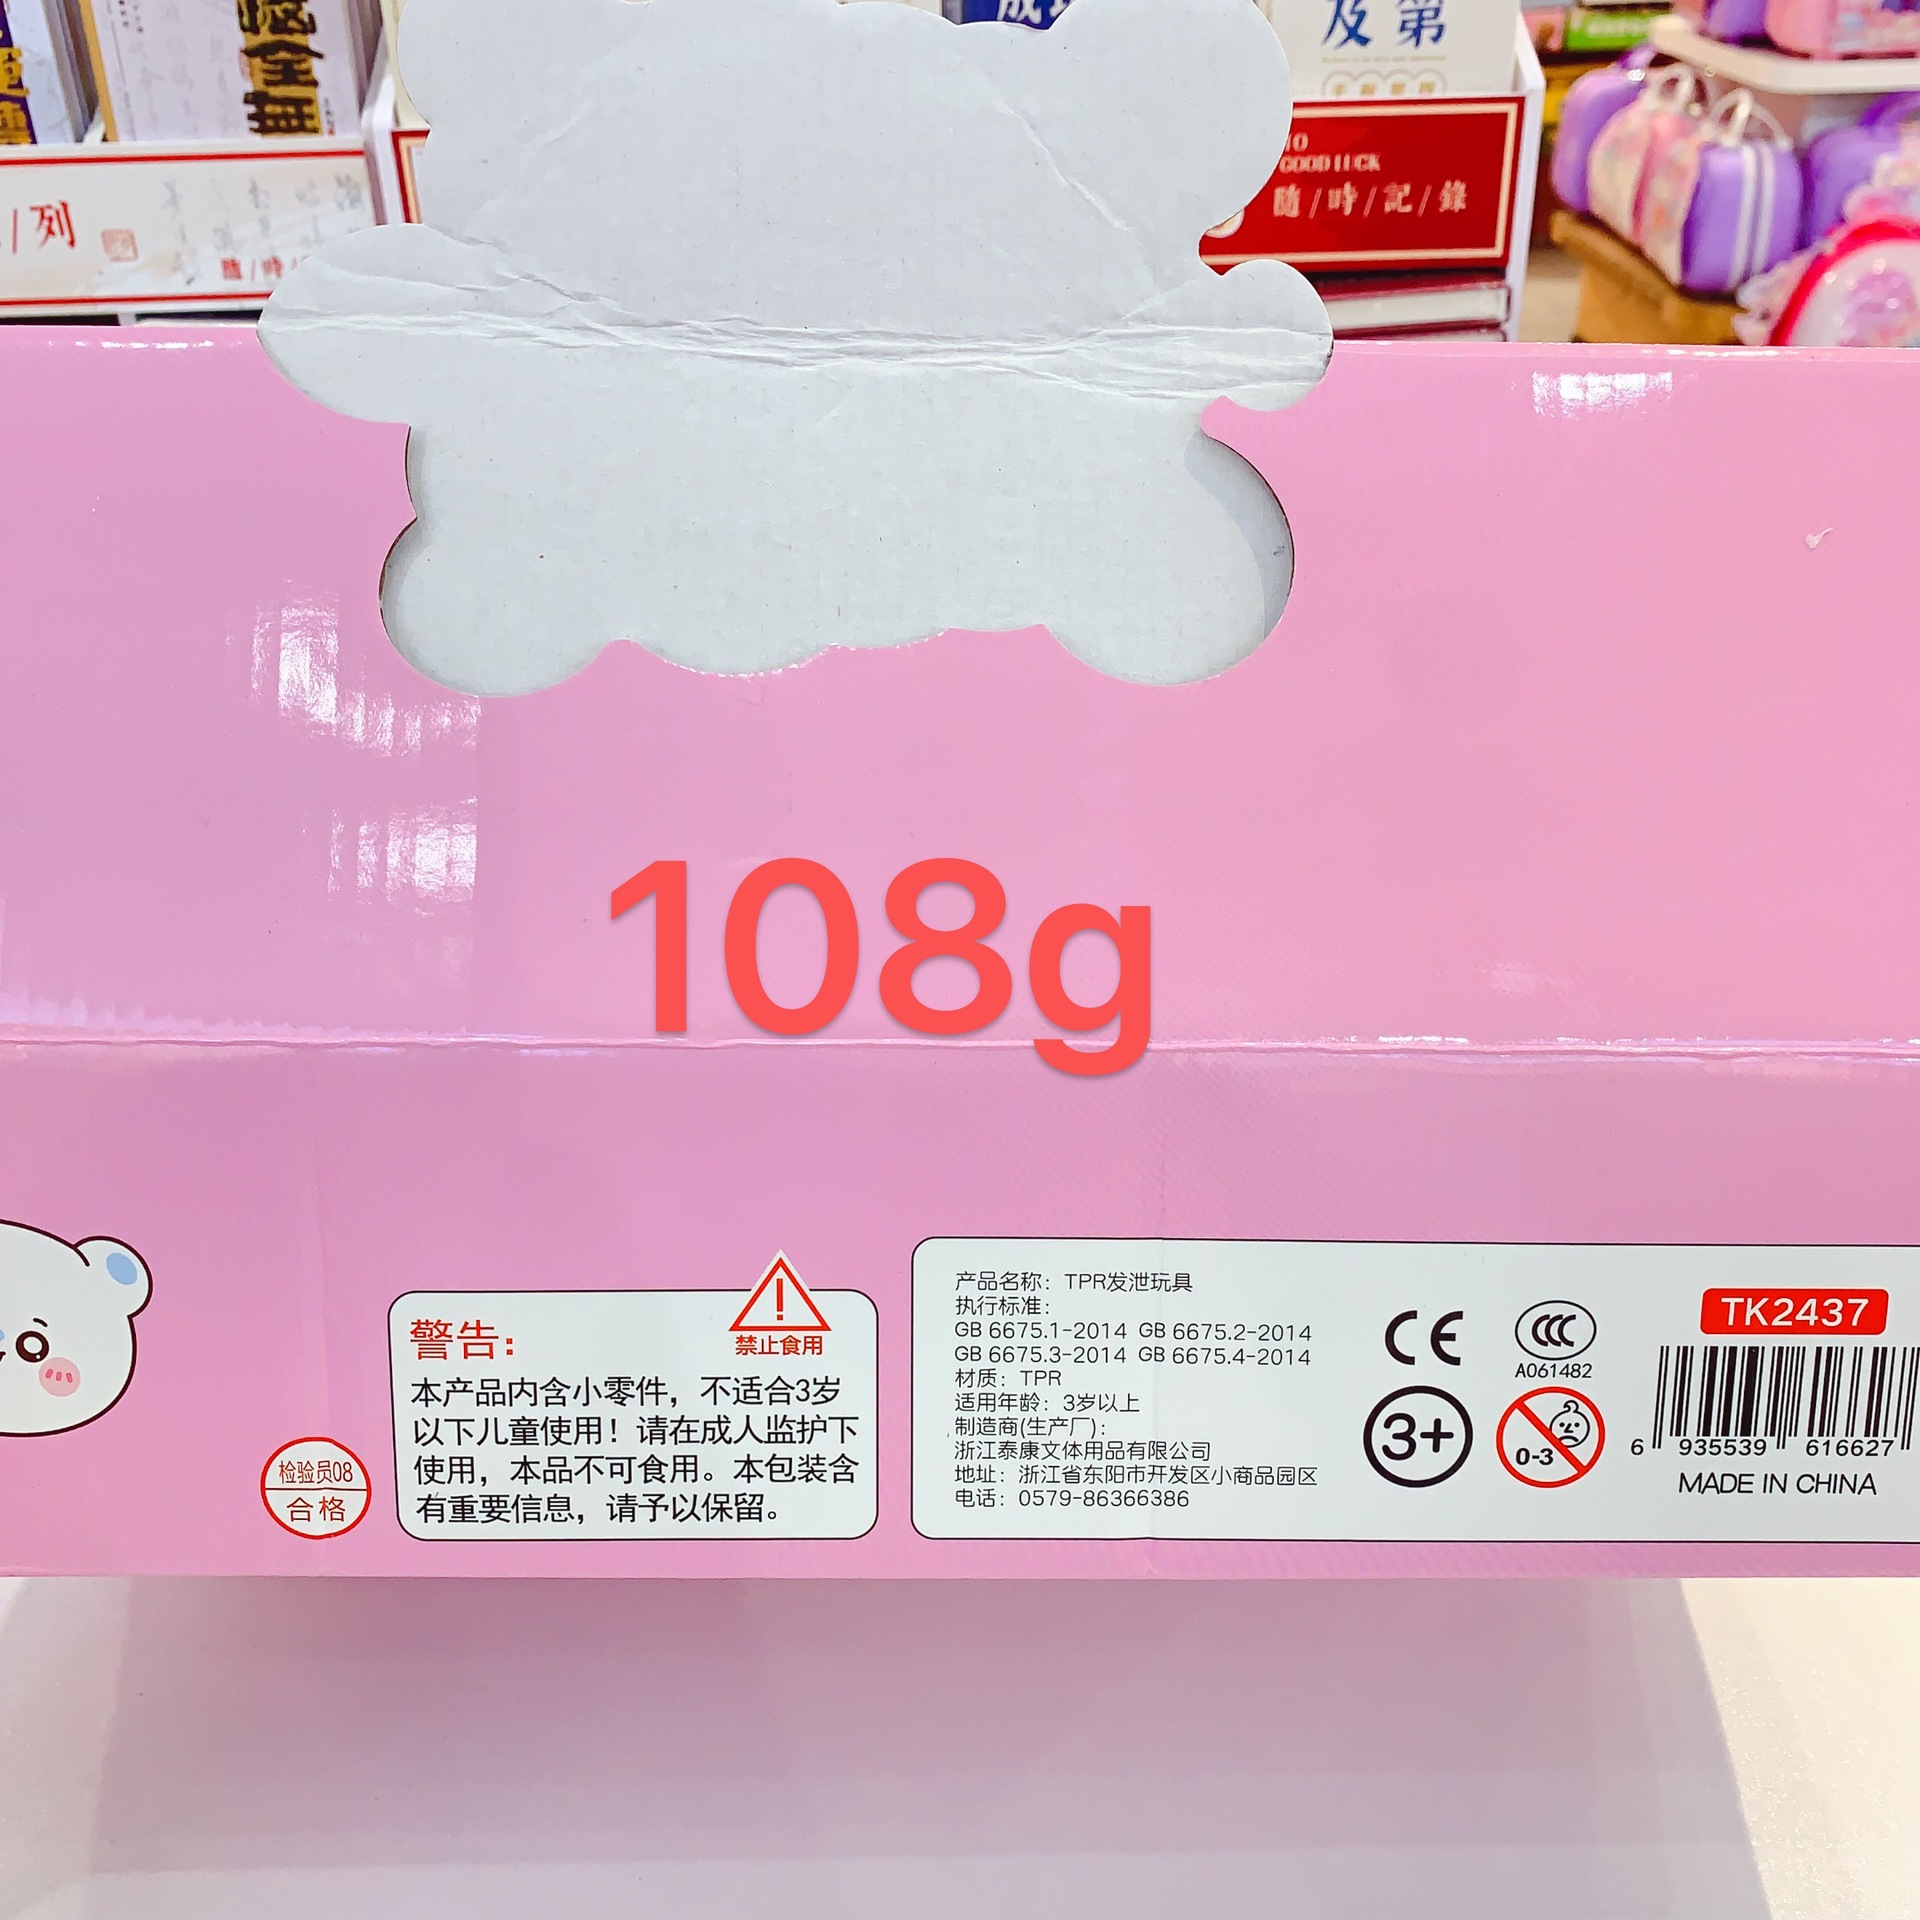 及第
GOOD LUCK
隨/時/記/錄
/列
108g
警告：
禁止食用
本产品内含小零件，不适合3岁
以下儿童使用！请在成人监护下
使用，本品不可食用。本包装含
有重要信息，请予以保留。
检验员08
合格
产品名称：TPR发泄玩具
执行标准：
GB 6675.1-2014 GB 6675.2-2014
GB 6675.3-2014 GB 6675.4-2014
材质：TPR
适用年龄：3岁以上
制造商(生产厂)：
浙江泰康文体用品有限公司
地址：浙江省东阳市开发区小商品园区
电话：0579-86366386
CE
CCC
A061482
3+
0-3
TK2437
6 935539 616627
MADE IN CHINA